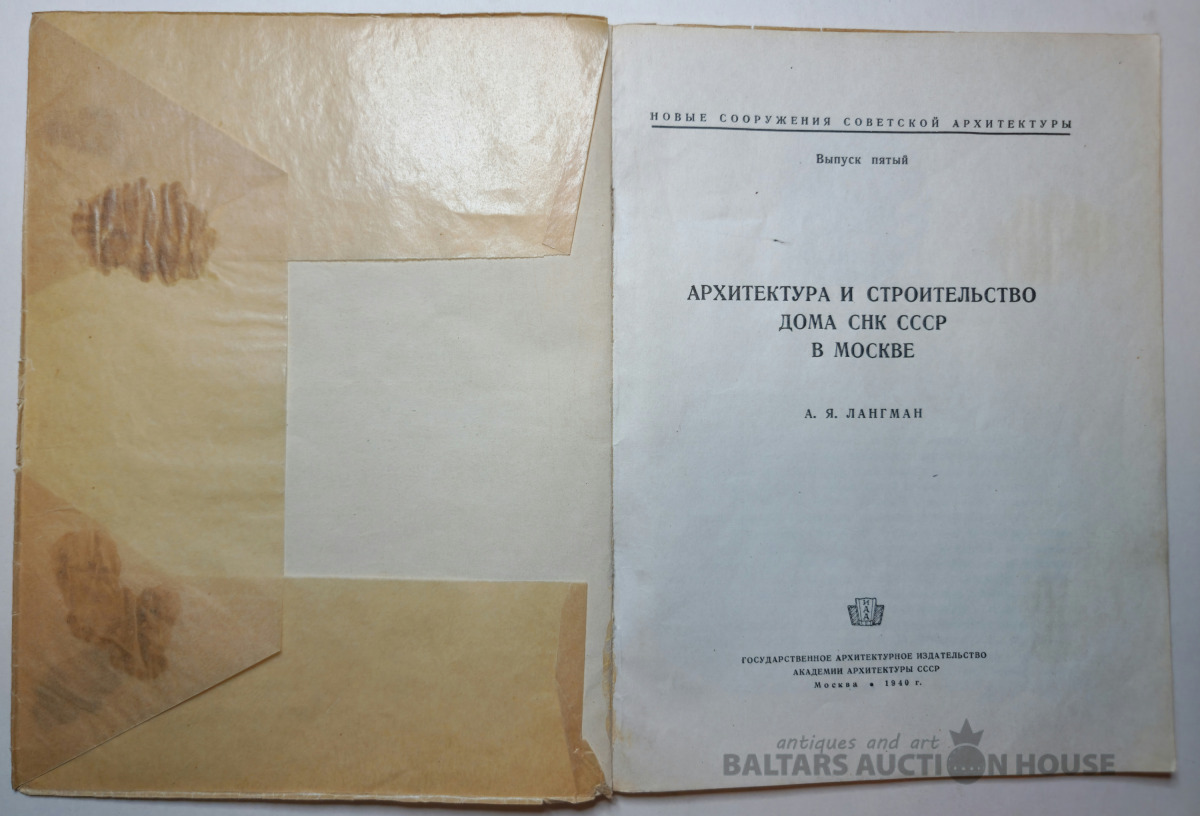 НОВЫЕ СООРУЖЕНИЯ СОВЕТСКОЙ АРХИТЕКТУРЫ
Выпуск пятый
АРХИТЕКТУРА И СТРОИТЕЛЬСТВО
ДОМА СНК СССР
В МОСКВЕ
А. Я. ЛАНГМАН
ГОСУДАРСТВЕННОЕ АРХИТЕКТУРНОЕ ИЗДАТЕЛЬСТВО
АКАДЕМИИ АРХИТЕКТУРЫ СССР
Москва • 1940 г.
antiques and art
BALTARS AUCTION HOUSE